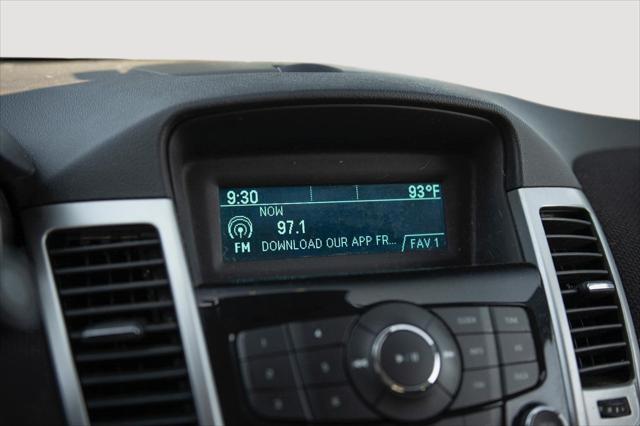 9:30 93°F
NOW
97.1
FM DOWNLOAD OUR APP FR... FAV 1